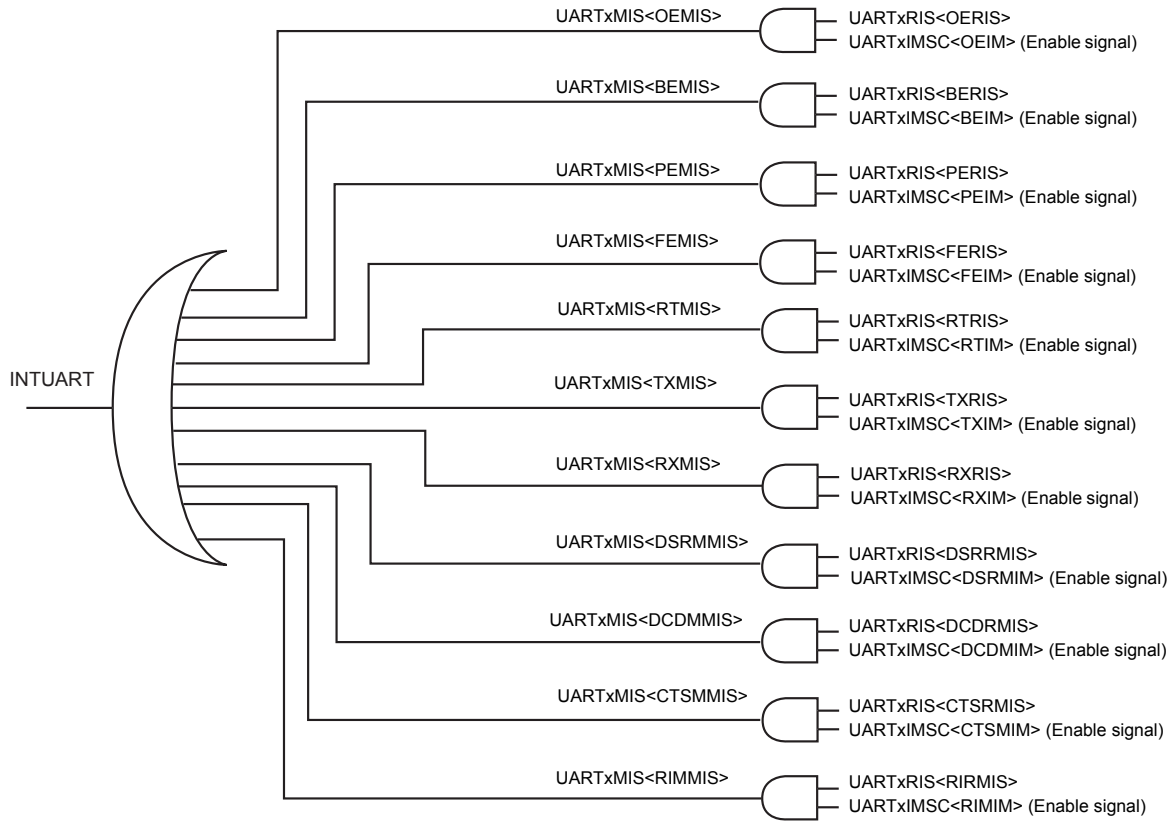 UARTxMIS<OEMIS>
UARTxRIS<OERIS>
UARTxIMSC<OEIM> (Enable signal)
UARTxMIS<BEMIS>
UARTxRIS<BERIS>
UARTxIMSC<BEIM> (Enable signal)
UARTxMIS<PEMIS>
UARTxRIS<PERIS>
UARTxIMSC<PEIM> (Enable signal)
UARTxMIS<FEMIS>
UARTxRIS<FERIS>
UARTxIMSC<FEIM> (Enable signal)
UARTxMIS<RTMIS>
UARTxRIS<RTRIS>
UARTxIMSC<RTIM> (Enable signal)
INTUART
UARTxMIS<TXMIS>
UARTxRIS<TXRIS>
UARTxIMSC<TXIM> (Enable signal)
UARTxMIS<RXMIS>
UARTxRIS<RXRIS>
UARTxIMSC<RXIM> (Enable signal)
UARTxMIS<DSRMMIS>
UARTxRIS<DSRRMIS>
UARTxIMSC<DSRMIM> (Enable signal)
UARTxMIS<DCDMMIS>
UARTxRIS<DCDRMIS>
UARTxIMSC<DCDMIM> (Enable signal)
UARTxMIS<CTSMMIS>
UARTxRIS<CTSRMIS>
UARTxIMSC<CTSMIM> (Enable signal)
UARTxMIS<RIMMIS>
UARTxRIS<RIRMIS>
UARTxIMSC<RIMIM> (Enable signal)